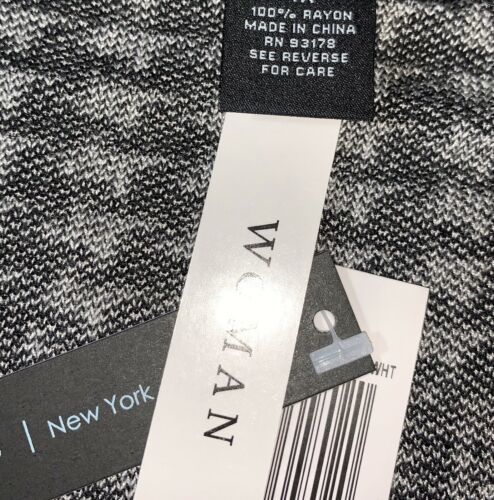 100% RAYON
MADE IN CHINA
RN 93178
SEE REVERSE
FOR CARE
WOMAN
| New York
WHT